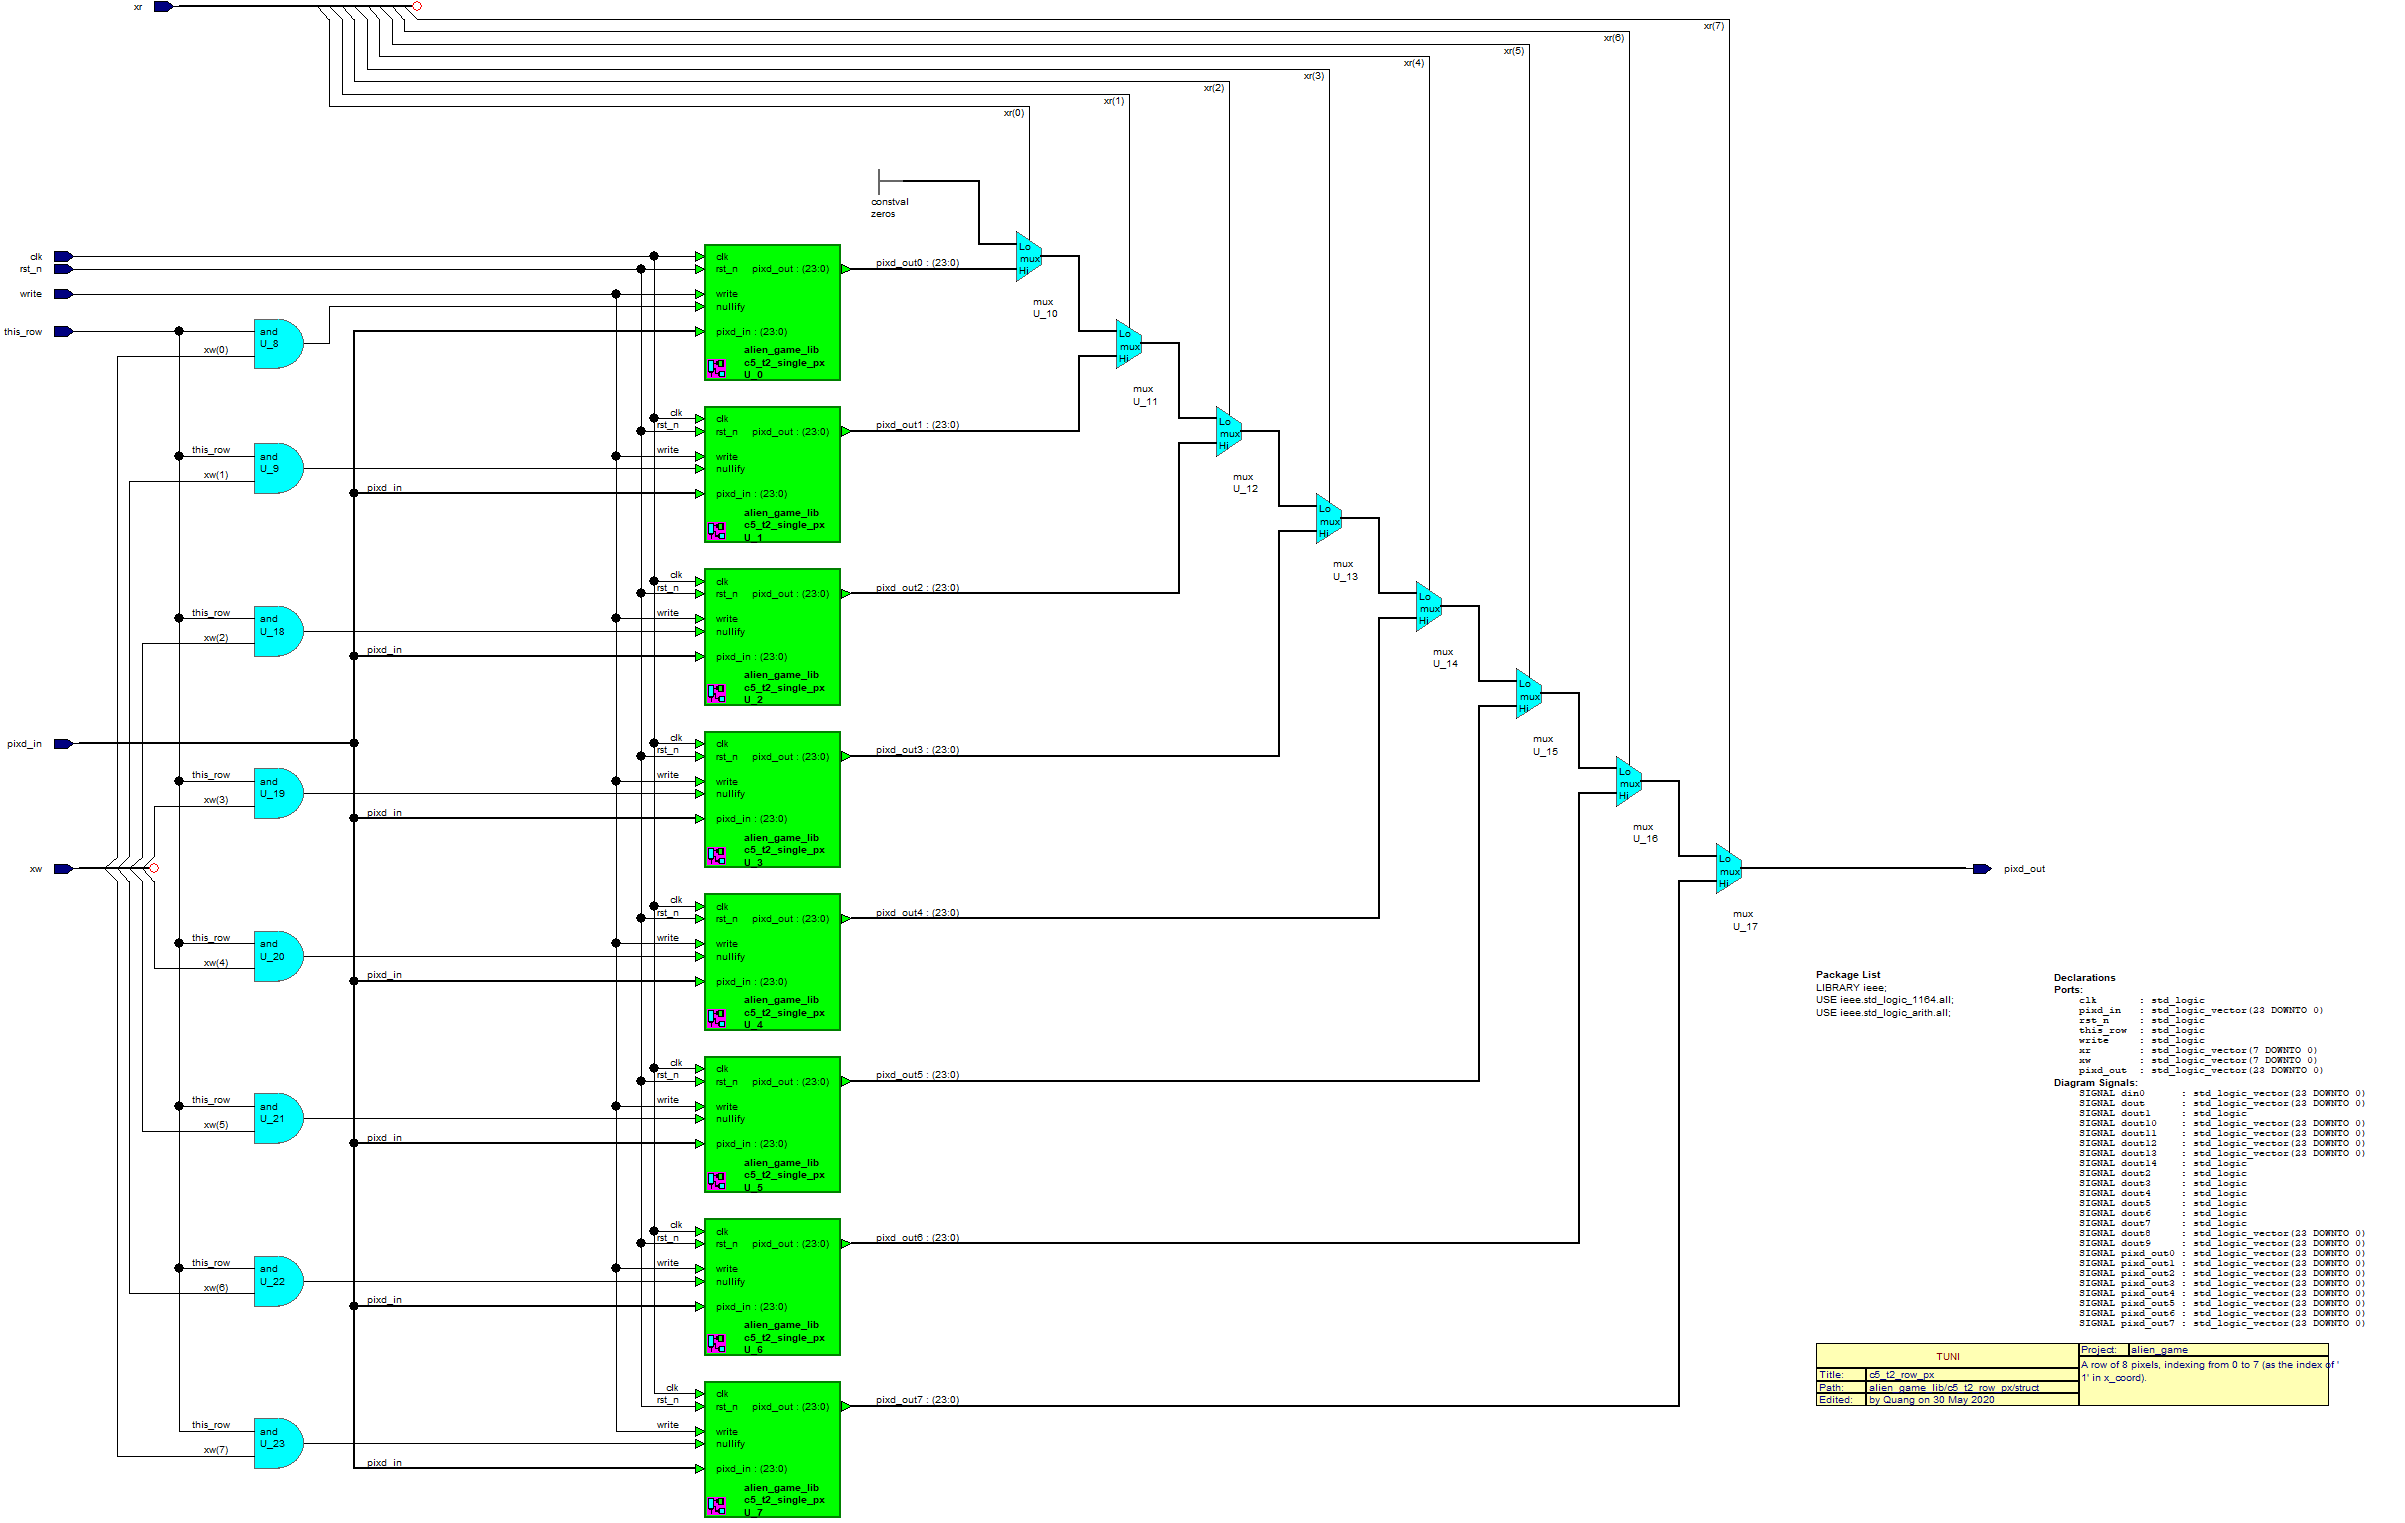 xr
xr(7)
xr(6)
xr(5)
xr(4)
xr(3)
xr(2)
xr(1)
xr(0)
constval
zeros
Lo
mux
Hi
mux
U_10
Lo
mux
Hi
mux
U_11
Lo
mux
Hi
mux
U_12
Lo
mux
Hi
mux
U_13
Lo
mux
Hi
mux
U_14
Lo
mux
Hi
mux
U_15
Lo
mux
Hi
mux
U_16
Lo
mux
Hi
mux
U_17
pixd_out
clk
rst_n
write
this_row
pixd_in
xw
and
U_8
xw(0)
clk
rst_n pixd_out : (23:0)
write
nullify
pixd_in : (23:0)
alien_game_lib
c5_t2_single_px
U_0
pixd_out0 : (23:0)
this_row
and
U_9
xw(1)
clk
rst_n
write
pixd_in
clk
rst_n pixd_out : (23:0)
write
nullify
pixd_in : (23:0)
alien_game_lib
c5_t2_single_px
U_1
pixd_out1 : (23:0)
this_row
and
U_18
xw(2)
clk
rst_n
write
pixd_in
clk
rst_n pixd_out : (23:0)
write
nullify
pixd_in : (23:0)
alien_game_lib
c5_t2_single_px
U_2
pixd_out2 : (23:0)
this_row
and
U_19
xw(3)
clk
rst_n
write
pixd_in
clk
rst_n pixd_out : (23:0)
write
nullify
pixd_in : (23:0)
alien_game_lib
c5_t2_single_px
U_3
pixd_out3 : (23:0)
this_row
and
U_20
xw(4)
clk
rst_n
write
pixd_in
clk
rst_n pixd_out : (23:0)
write
nullify
pixd_in : (23:0)
alien_game_lib
c5_t2_single_px
U_4
pixd_out4 : (23:0)
this_row
and
U_21
xw(5)
clk
rst_n
write
pixd_in
clk
rst_n pixd_out : (23:0)
write
nullify
pixd_in : (23:0)
alien_game_lib
c5_t2_single_px
U_5
pixd_out5 : (23:0)
this_row
and
U_22
xw(6)
clk
rst_n
write
pixd_in
clk
rst_n pixd_out : (23:0)
write
nullify
pixd_in : (23:0)
alien_game_lib
c5_t2_single_px
U_6
pixd_out6 : (23:0)
this_row
and
U_23
xw(7)
clk
rst_n
write
pixd_in
clk
rst_n pixd_out : (23:0)
write
nullify
pixd_in : (23:0)
alien_game_lib
c5_t2_single_px
U_7
pixd_out7 : (23:0)
Package List
LIBRARY ieee;
USE ieee.std_logic_1164.all;
USE ieee.std_logic_arith.all;
Declarations
Ports:
clk : std_logic
pixd_in : std_logic_vector(23 DOWNTO 0)
rst_n : std_logic
this_row : std_logic
write : std_logic
xr : std_logic_vector(7 DOWNTO 0)
xw : std_logic_vector(7 DOWNTO 0)
pixd_out : std_logic_vector(23 DOWNTO 0)
Diagram Signals:
SIGNAL din0 : std_logic_vector(23 DOWNTO 0)
SIGNAL dout : std_logic_vector(23 DOWNTO 0)
SIGNAL dout1 : std_logic
SIGNAL dout10 : std_logic_vector(23 DOWNTO 0)
SIGNAL dout11 : std_logic_vector(23 DOWNTO 0)
SIGNAL dout12 : std_logic_vector(23 DOWNTO 0)
SIGNAL dout13 : std_logic_vector(23 DOWNTO 0)
SIGNAL dout14 : std_logic
SIGNAL dout2 : std_logic
SIGNAL dout3 : std_logic
SIGNAL dout4 : std_logic
SIGNAL dout5 : std_logic
SIGNAL dout6 : std_logic
SIGNAL dout7 : std_logic
SIGNAL dout8 : std_logic_vector(23 DOWNTO 0)
SIGNAL dout9 : std_logic_vector(23 DOWNTO 0)
SIGNAL pixd_out0 : std_logic_vector(23 DOWNTO 0)
SIGNAL pixd_out1 : std_logic_vector(23 DOWNTO 0)
SIGNAL pixd_out2 : std_logic_vector(23 DOWNTO 0)
SIGNAL pixd_out3 : std_logic_vector(23 DOWNTO 0)
SIGNAL pixd_out4 : std_logic_vector(23 DOWNTO 0)
SIGNAL pixd_out5 : std_logic_vector(23 DOWNTO 0)
SIGNAL pixd_out6 : std_logic_vector(23 DOWNTO 0)
SIGNAL pixd_out7 : std_logic_vector(23 DOWNTO 0)
TUNI
Title: c5_t2_row_px
Path: alien_game_lib/c5_t2_row_px/struct
Edited: by Quang on 30 May 2020
Project: alien_game
A row of 8 pixels, indexing from 0 to 7 (as the index of '
1' in x_coord).